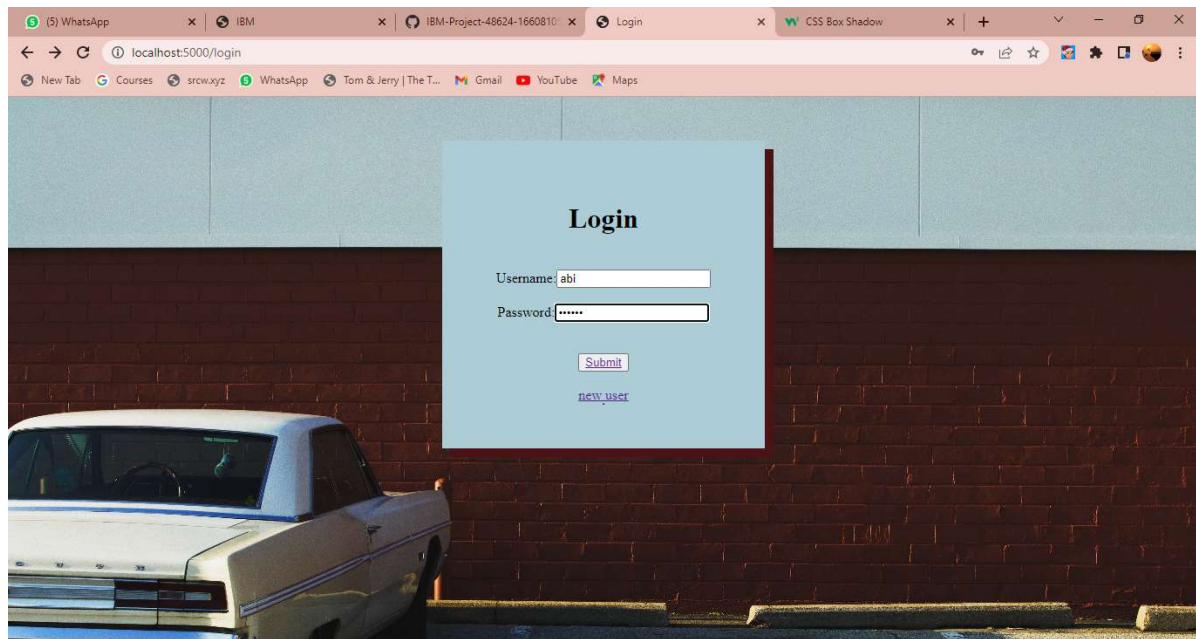 (5) WhatsApp
IBM
IBM-Project-48624-1660810
Login
CSS Box Shadow
localhost:5000/login
New Tab
Courses
srcw.xyz
WhatsApp
Tom & Jerry | The T...
Gmail
YouTube
Maps
Login
Username: abi
Password: ••••••
Submit
new user